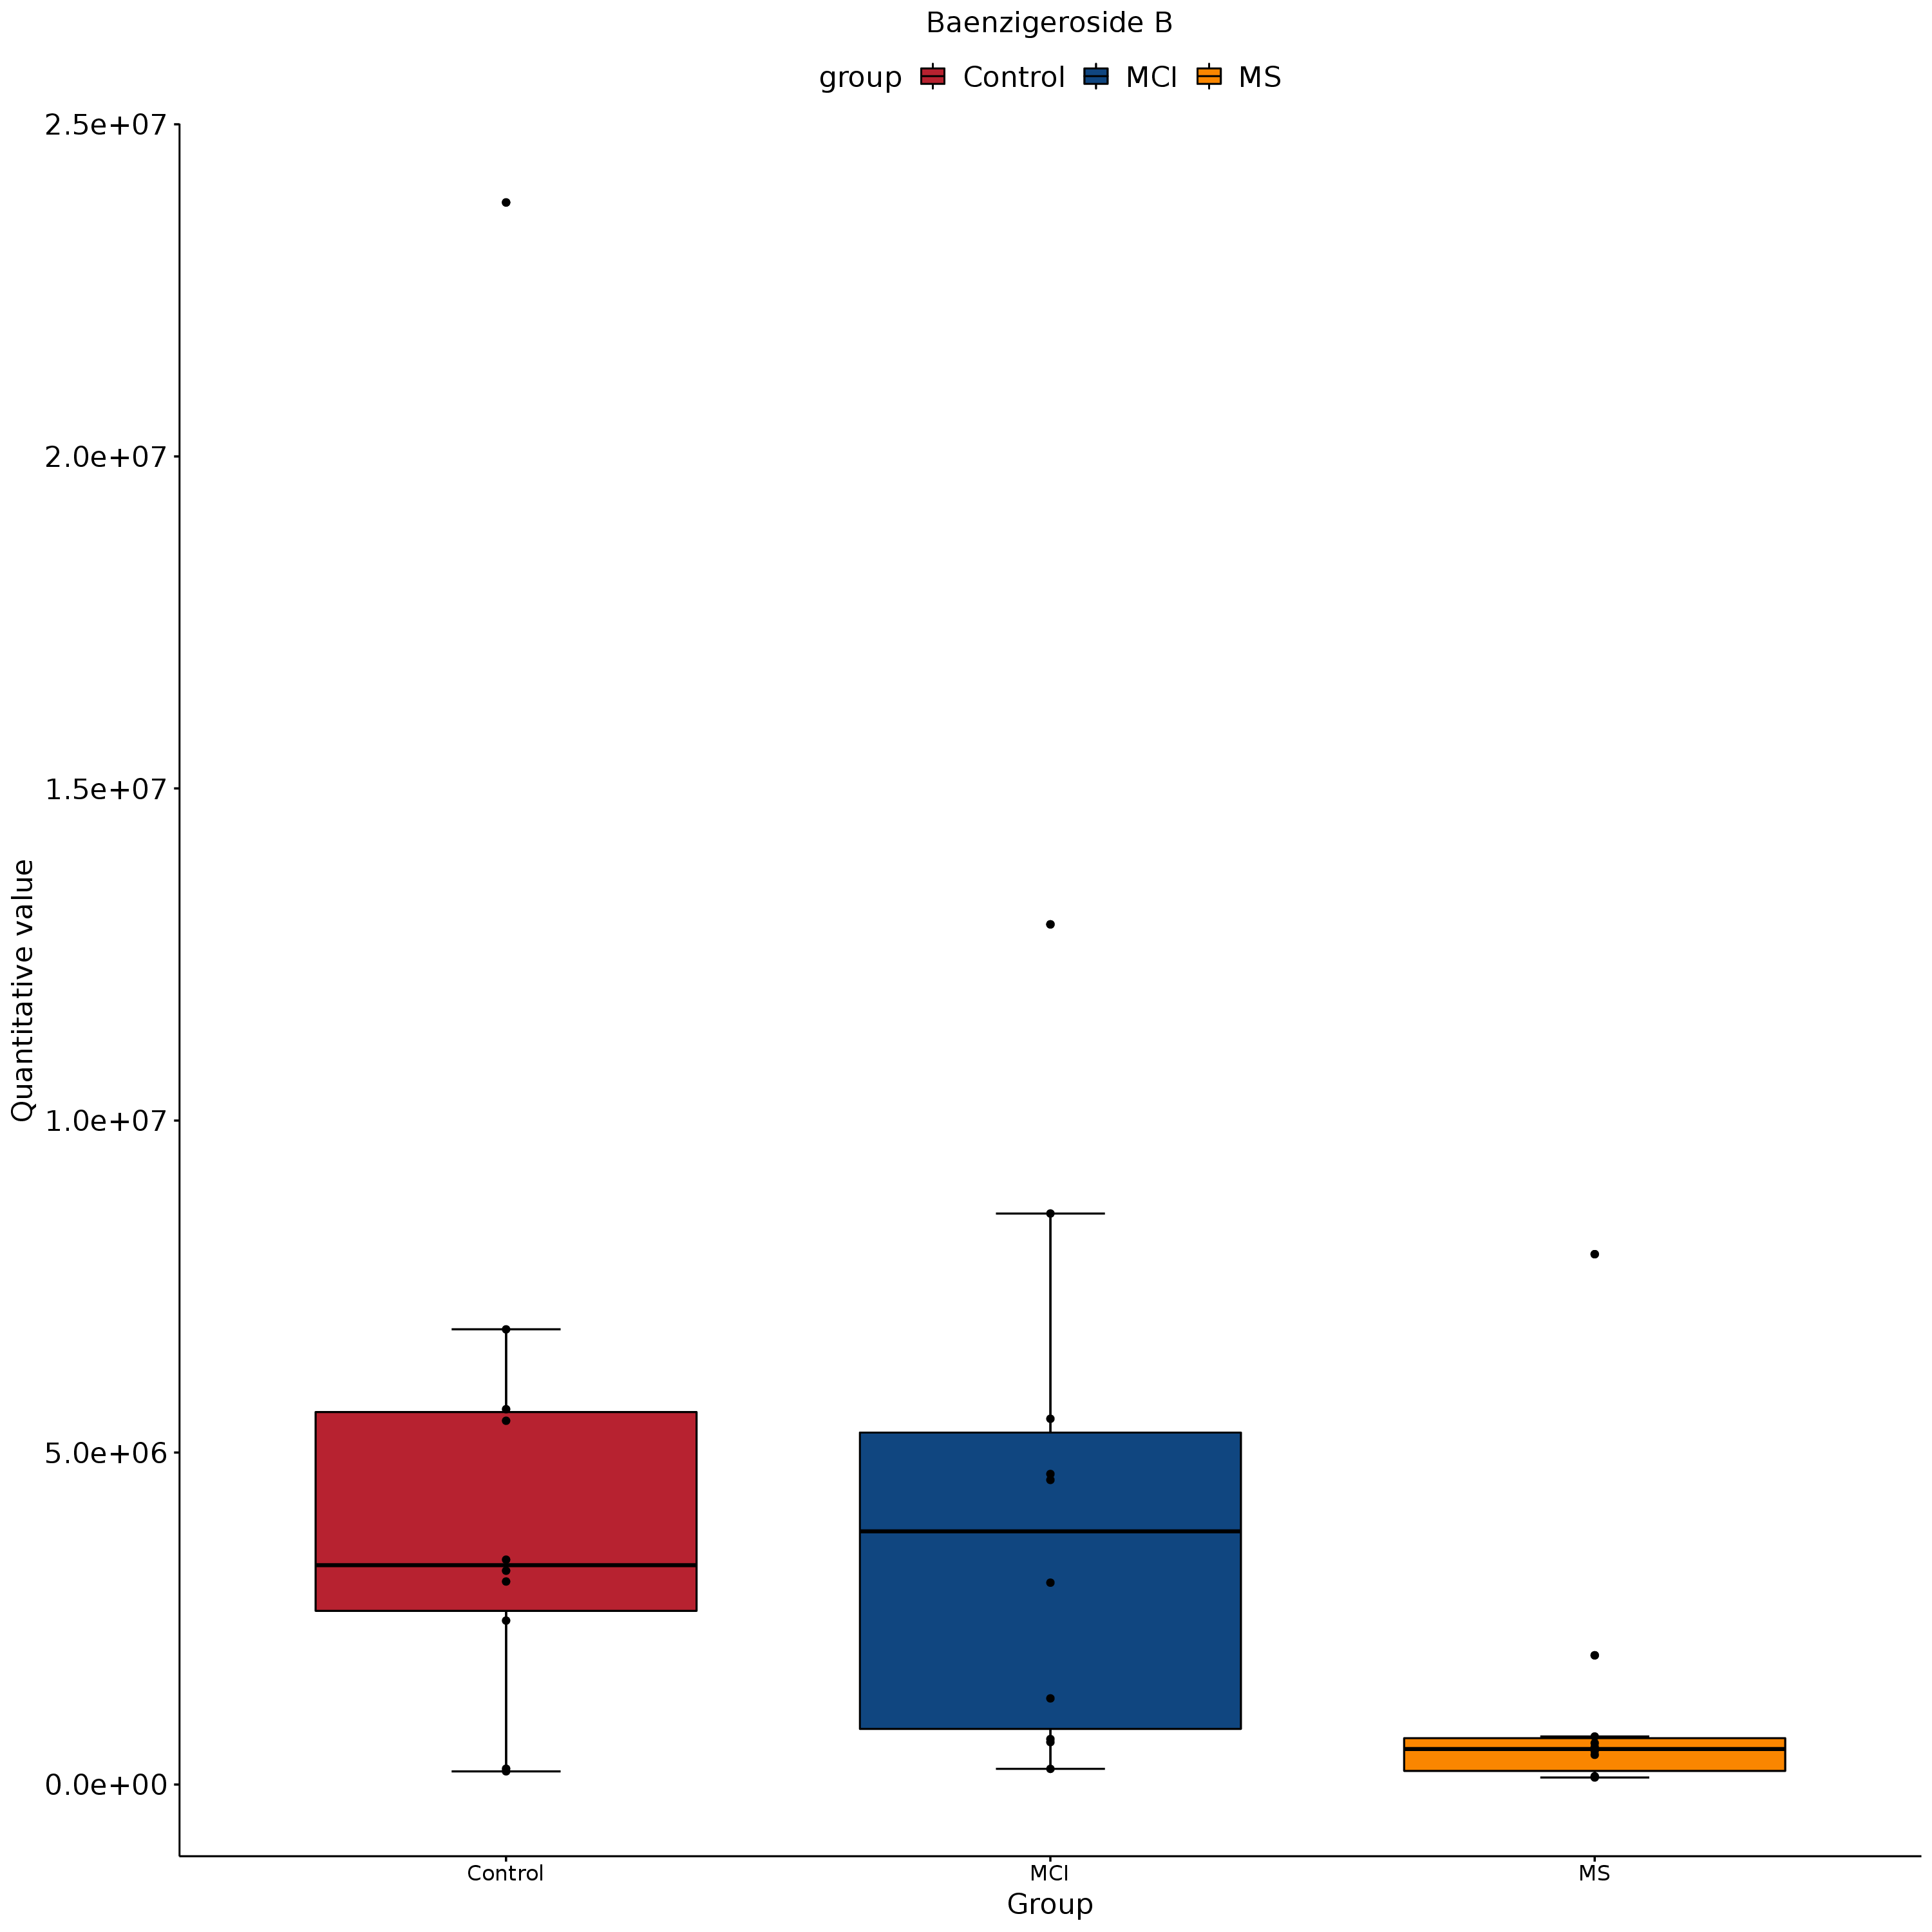 Baenzigeroside B
group Control MCI MS
2.5e+07
2.0e+07
1.5e+07
1.0e+07
5.0e+06
0.0e+00
Quantitative value
Control MCI MS
Group